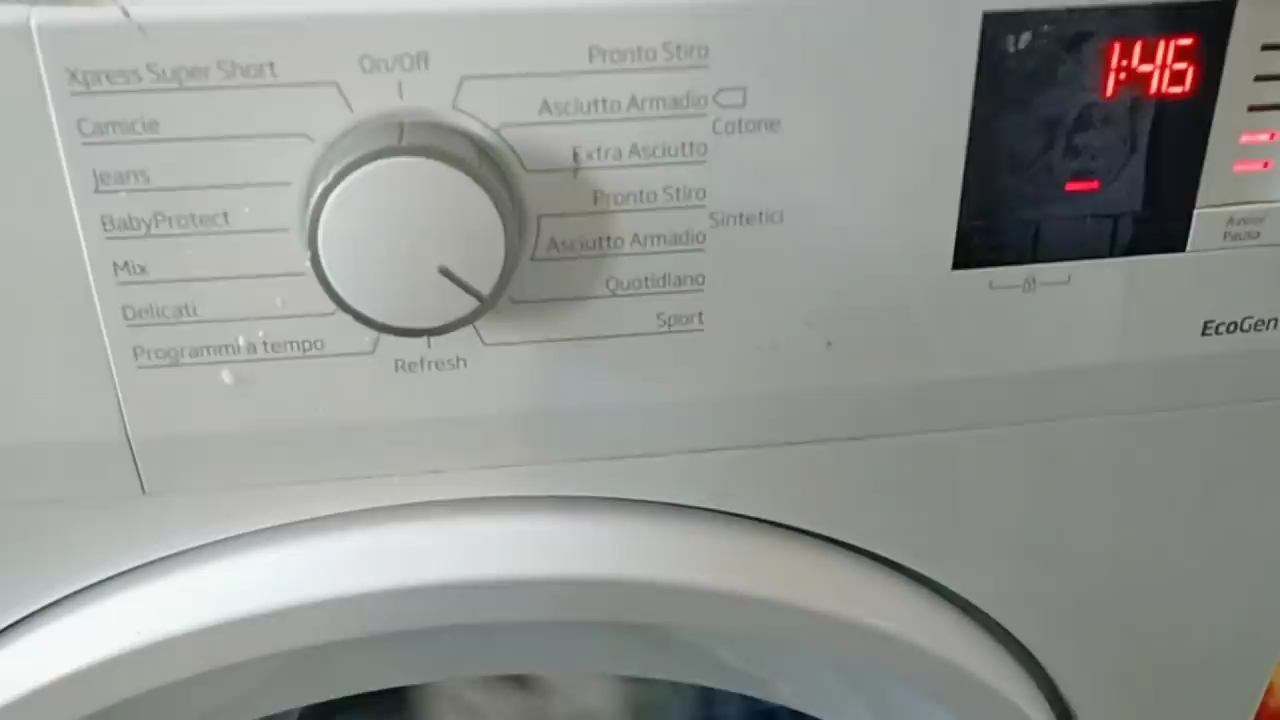 On/Off
Xpress Super Short
Camicie
Jeans
BabyProtect
Mix
Delicati
Programmi a tempo
Refresh
Pronto Stiro
Asciutto Armadio
Cotone
Extra Asciutto
Pronto Stiro
Sintetici
Asciutto Armadio
Quotidiano
Sport
1:46
Pausa
EcoGen